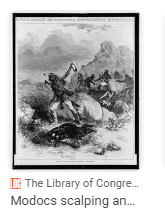 The Library of Congre...
Modocs scalping an...